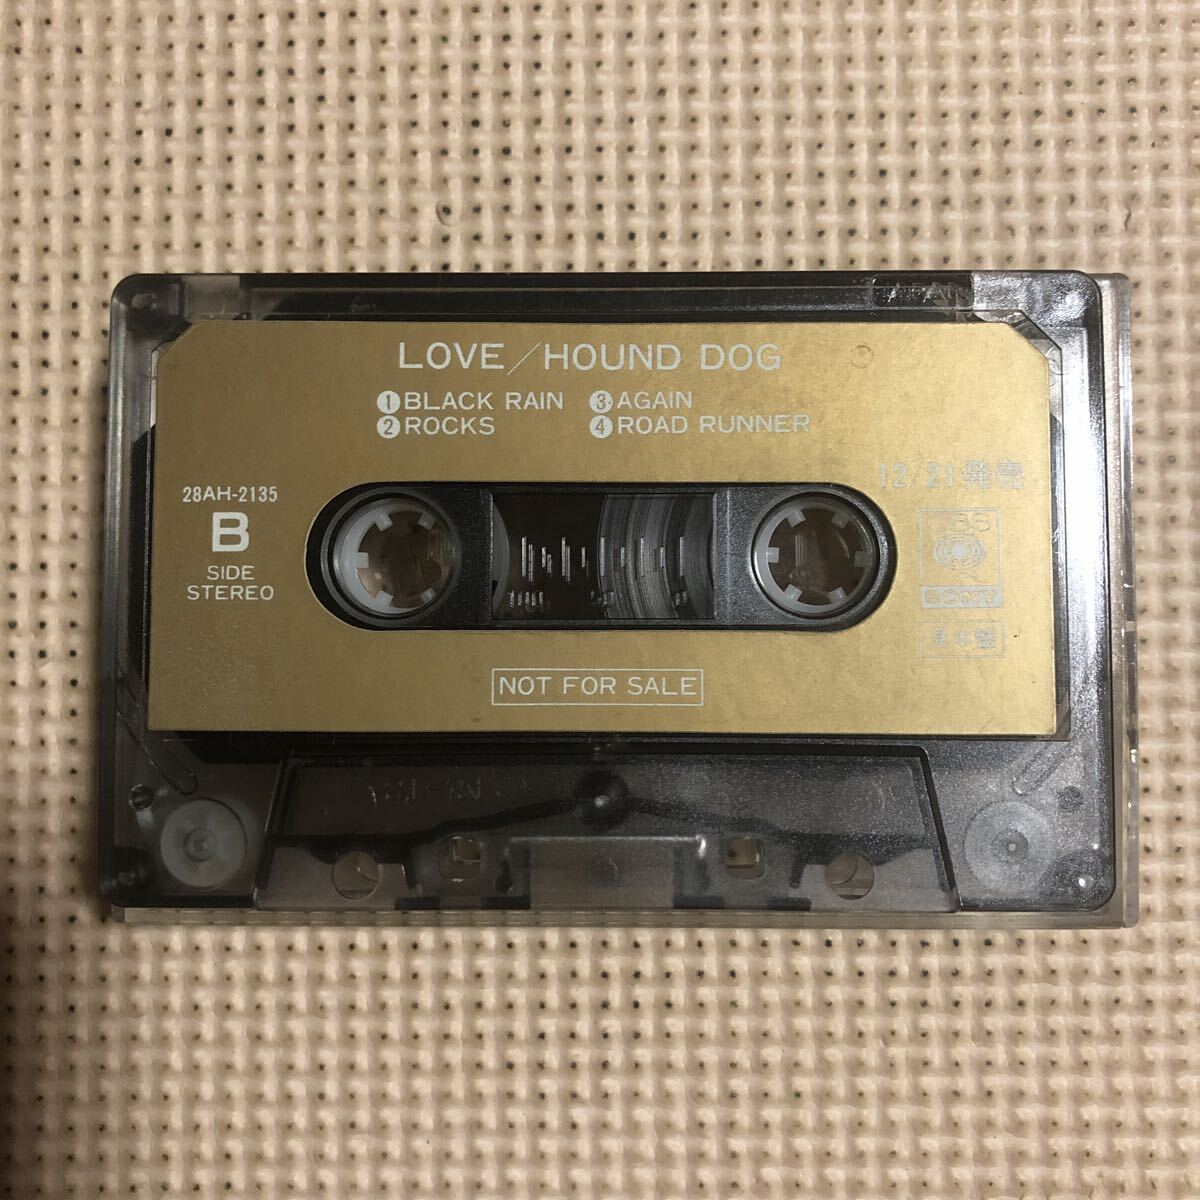 LOVE/HOUND DOG
①BLACK RAIN ③AGAIN
②ROCKS ④ROAD RUNNER
12/21発売
28AH-2135
B
SIDE
STEREO
CBS
SONY
見本盤
NOT FOR SALE